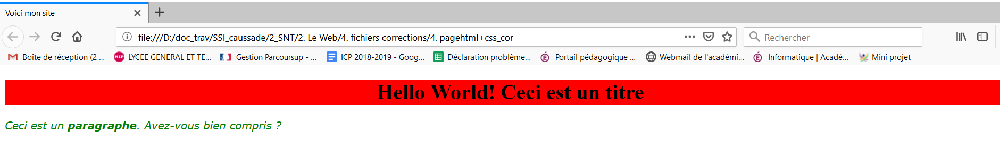 Voici mon site
file:///D:/doc_trav/SSI_caussade/2_SNT/2. Le Web/4. fichiers corrections/4. pagehtml+css_cor
Rechercher
Boîte de réception (2 ... LYCEE GENERAL ET TE... Gestion Parcoursup - ... ICP 2018-2019 - Goog... Déclaration problème... Portail pédagogique ... Webmail de l'académi... Informatique | Acadé... Mini projet
Hello World! Ceci est un titre
Ceci est un paragraphe. Avez-vous bien compris ?